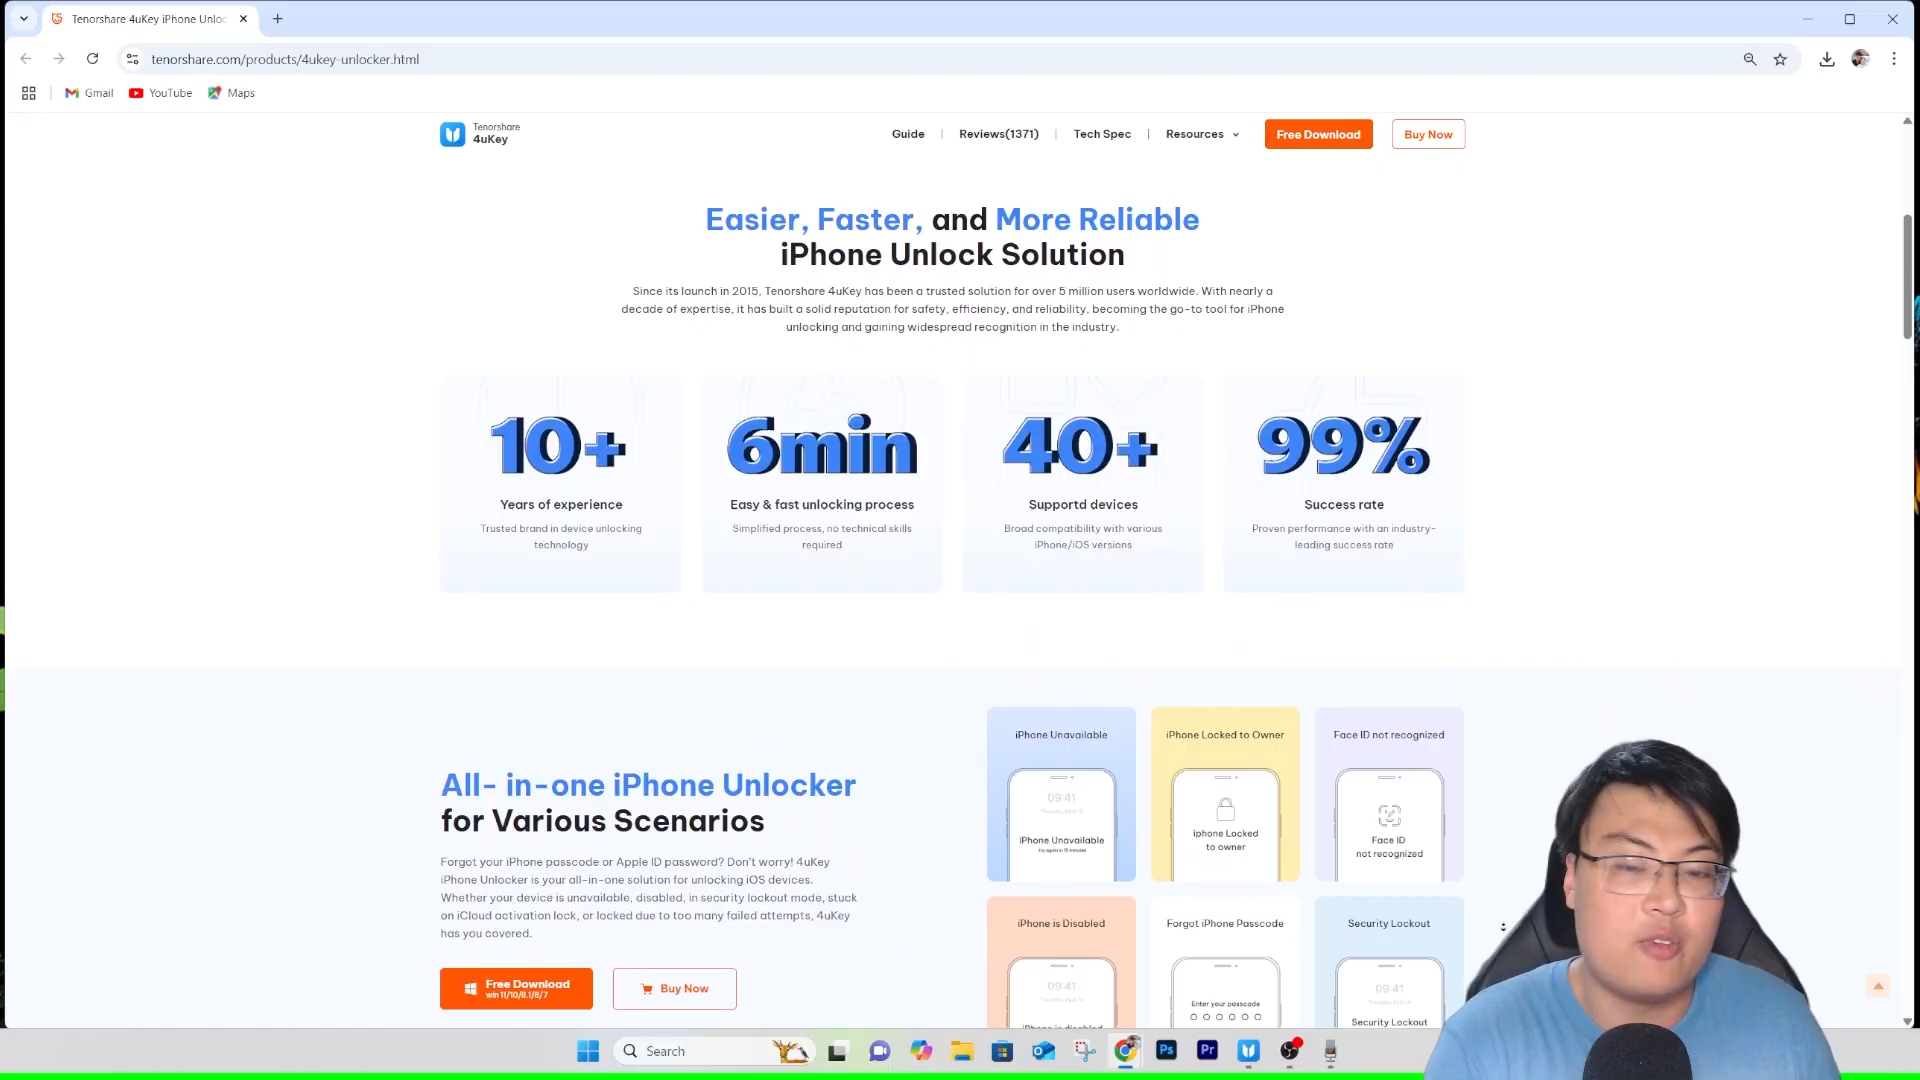 Tenorshare 4uKey iPhone Unloc
tenorshare.com/products/4ukey-unlocker.html
Gmail
YouTube
Maps
Tenorshare
4uKey
Guide
Reviews(1371)
Tech Spec
Resources
Free Download
Buy Now
Easier, Faster, and More Reliable
iPhone Unlock Solution
Since its launch in 2015, Tenorshare 4uKey has been a trusted solution for over 5 million users worldwide. With nearly a
decade of expertise, it has built a solid reputation for safety, efficiency, and reliability, becoming the go-to tool for iPhone
unlocking and gaining widespread recognition in the industry.
10+
Years of experience
Trusted brand in device unlocking
technology
6min
Easy & fast unlocking process
Simplified process, no technical skills
required
40+
Supportd devices
Broad compatibility with various
iPhone/iOS versions
99%
Success rate
Proven performance with an industry-
leading success rate
All- in-one iPhone Unlocker
for Various Scenarios
Forgot your iPhone passcode or Apple ID password? Don't worry! 4uKey
iPhone Unlocker is your all-in-one solution for unlocking iOS devices.
Whether your device is unavailable, disabled, in security lockout mode, stuck
on iCloud activation lock, or locked due to too many failed attempts, 4uKey
has you covered.
Free Download
win 11/10/8.1/8/7
Buy Now
iPhone Unavailable
09:41
iPhone Unavailable
try again in 15 minutes
iPhone Locked to Owner
iphone Locked
to owner
Face ID not recognized
Face ID
not recognized
iPhone is Disabled
09:41
iPhone is disabled
Forgot iPhone Passcode
Enter your passcode
Security Lockout
09:41
Security Lockout
Search
Ps
Pr